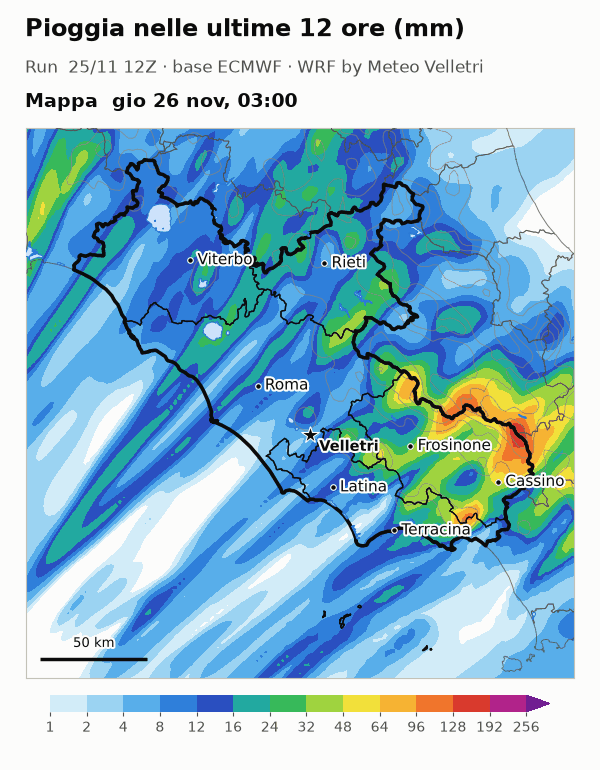 Pioggia nelle ultime 12 ore (mm)
Run  25/11 12Z · base ECMWF · WRF by Meteo Velletri
Mappa  gio 26 nov, 03:00
Viterbo
Rieti
Roma
Velletri
Frosinone
Latina
Cassino
Terracina
50 km
1 2 4 8 12 16 24 32 48 64 96 128 192 256